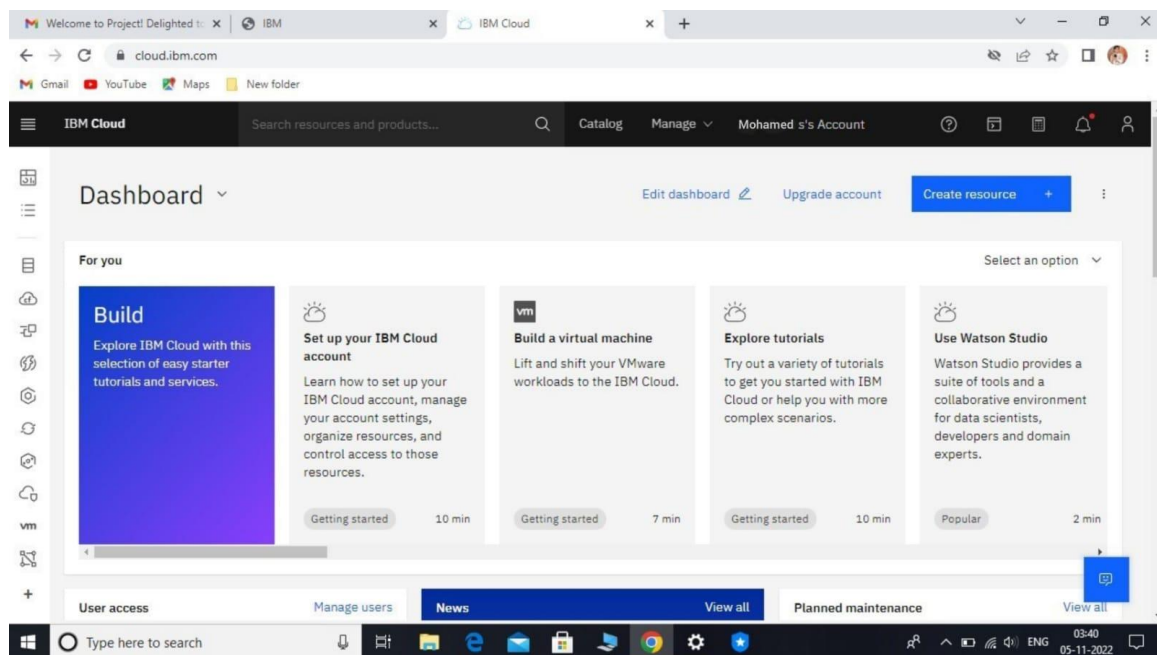 Welcome to Project! Delighted to
IBM
IBM Cloud
cloud.ibm.com
Gmail
YouTube
Maps
New folder
IBM Cloud
Search resources and products...
Catalog
Manage
Mohamed s's Account
Dashboard
Edit dashboard
Upgrade account
Create resource +
For you
Select an option
Build
Explore IBM Cloud with this
selection of easy starter
tutorials and services.
Set up your IBM Cloud
account
Learn how to set up your
IBM Cloud account, manage
your account settings,
organize resources, and
control access to those
resources.
Getting started 10 min
vm
Build a virtual machine
Lift and shift your VMware
workloads to the IBM Cloud.
Getting started 7 min
Explore tutorials
Try out a variety of tutorials
to get you started with IBM
Cloud or help you with more
complex scenarios.
Getting started 10 min
Use Watson Studio
Watson Studio provides a
suite of tools and a
collaborative environment
for data scientists,
developers and domain
experts.
Popular 2 min
vm
User access
Manage users
News
View all
Planned maintenance
View all
Type here to search
ENG
03:40
05-11-2022